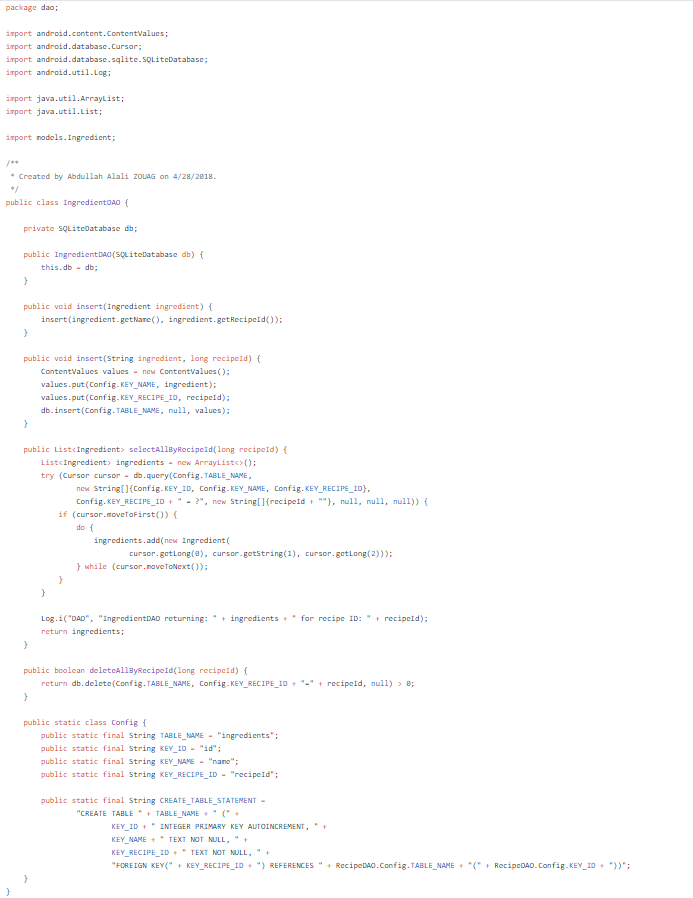 package dao;
import android.content.ContentValues;
import android.database.Cursor;
import android.database.sqlite.SQLiteDatabase;
import android.util.Log;
import java.util.ArrayList;
import java.util.List;
import models.Ingredient;
/**
 * Created by Abdullah Alali ZOUAG on 4/28/2018.
 */
public class IngredientDAO {
    private SQLiteDatabase db;
    public IngredientDAO(SQLiteDatabase db) {
        this.db = db;
    }
    public void insert(Ingredient ingredient) {
        insert(ingredient.getName(), ingredient.getRecipeId());
    }
    public void insert(String ingredient, long recipeId) {
        ContentValues values = new ContentValues();
        values.put(Config.KEY_NAME, ingredient);
        values.put(Config.KEY_RECIPE_ID, recipeId);
        db.insert(Config.TABLE_NAME, null, values);
    }
    public List<Ingredient> selectAllByRecipeId(long recipeId) {
        List<Ingredient> ingredients = new ArrayList<>();
        try (Cursor cursor = db.query(Config.TABLE_NAME,
                new String[]{Config.KEY_ID, Config.KEY_NAME, Config.KEY_RECIPE_ID},
                Config.KEY_RECIPE_ID + " = ?", new String[]{recipeId + ""}, null, null, null)) {
            if (cursor.moveToFirst()) {
                do {
                    ingredients.add(new Ingredient(
                            cursor.getLong(0), cursor.getString(1), cursor.getLong(2)));
                } while (cursor.moveToNext());
            }
        }
        Log.i("DAO", "IngredientDAO returning: " + ingredients + " for recipe ID: " + recipeId);
        return ingredients;
    }
    public boolean deleteAllByRecipeId(long recipeId) {
        return db.delete(Config.TABLE_NAME, Config.KEY_RECIPE_ID + "=" + recipeId, null) > 0;
    }
    public static class Config {
        public static final String TABLE_NAME = "ingredients";
        public static final String KEY_ID = "id";
        public static final String KEY_NAME = "name";
        public static final String KEY_RECIPE_ID = "recipeId";
        public static final String CREATE_TABLE_STATEMENT =
                "CREATE TABLE " + TABLE_NAME + " (" +
                        KEY_ID + " INTEGER PRIMARY KEY AUTOINCREMENT, " +
                        KEY_NAME + " TEXT NOT NULL, " +
                        KEY_RECIPE_ID + " TEXT NOT NULL, " +
                        "FOREIGN KEY(" + KEY_RECIPE_ID + ") REFERENCES " + RecipeDAO.Config.TABLE_NAME + "(" + RecipeDAO.Config.KEY_ID + "))";
    }
}